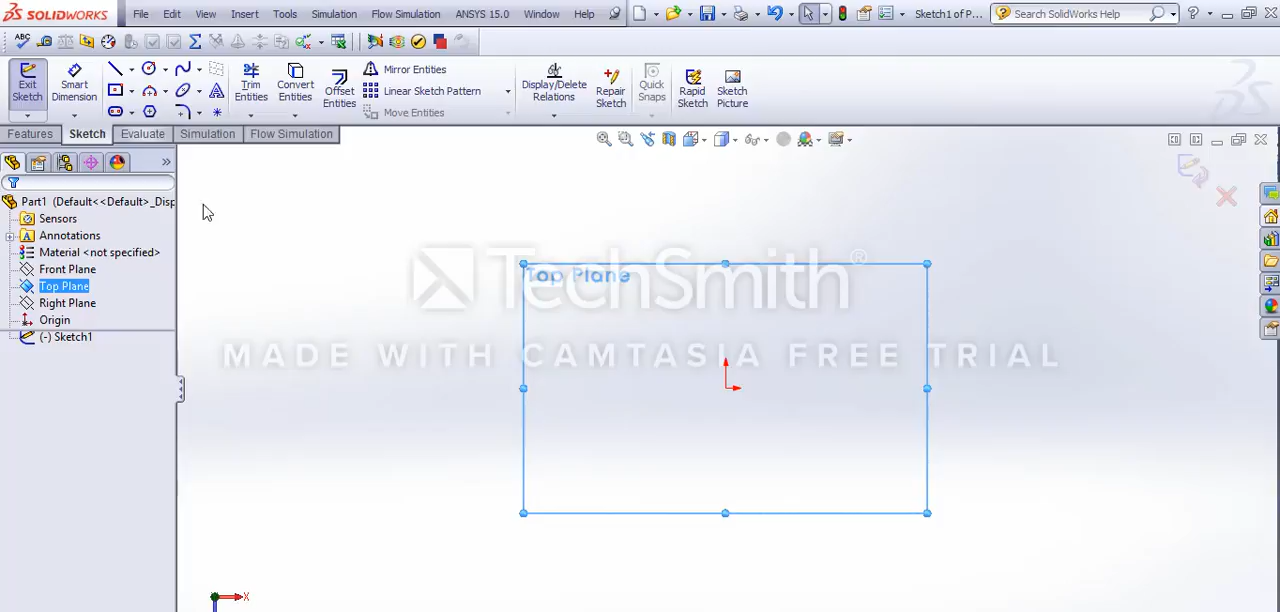 SOLIDWORKS File Edit View Insert Tools Simulation Flow Simulation ANSYS 15.0 Window Help Sketch1 of P... Search SolidWorks Help ?
ABC
Exit Sketch
Smart Dimension
Trim Entities
Convert Entities
Offset Entities
Mirror Entities
Linear Sketch Pattern
Move Entities
Display/Delete Relations
Repair Sketch
Quick Snaps
Rapid Sketch
Sketch Picture
Features Sketch Evaluate Simulation Flow Simulation
Part1 (Default<<Default>_Disp
Sensors
A Annotations
Material <not specified>
Front Plane
Top Plane
Right Plane
Origin
(-) Sketch1
Top Plane
TechSmith®
MADE WITH CAMTASIA FREE TRIAL
X